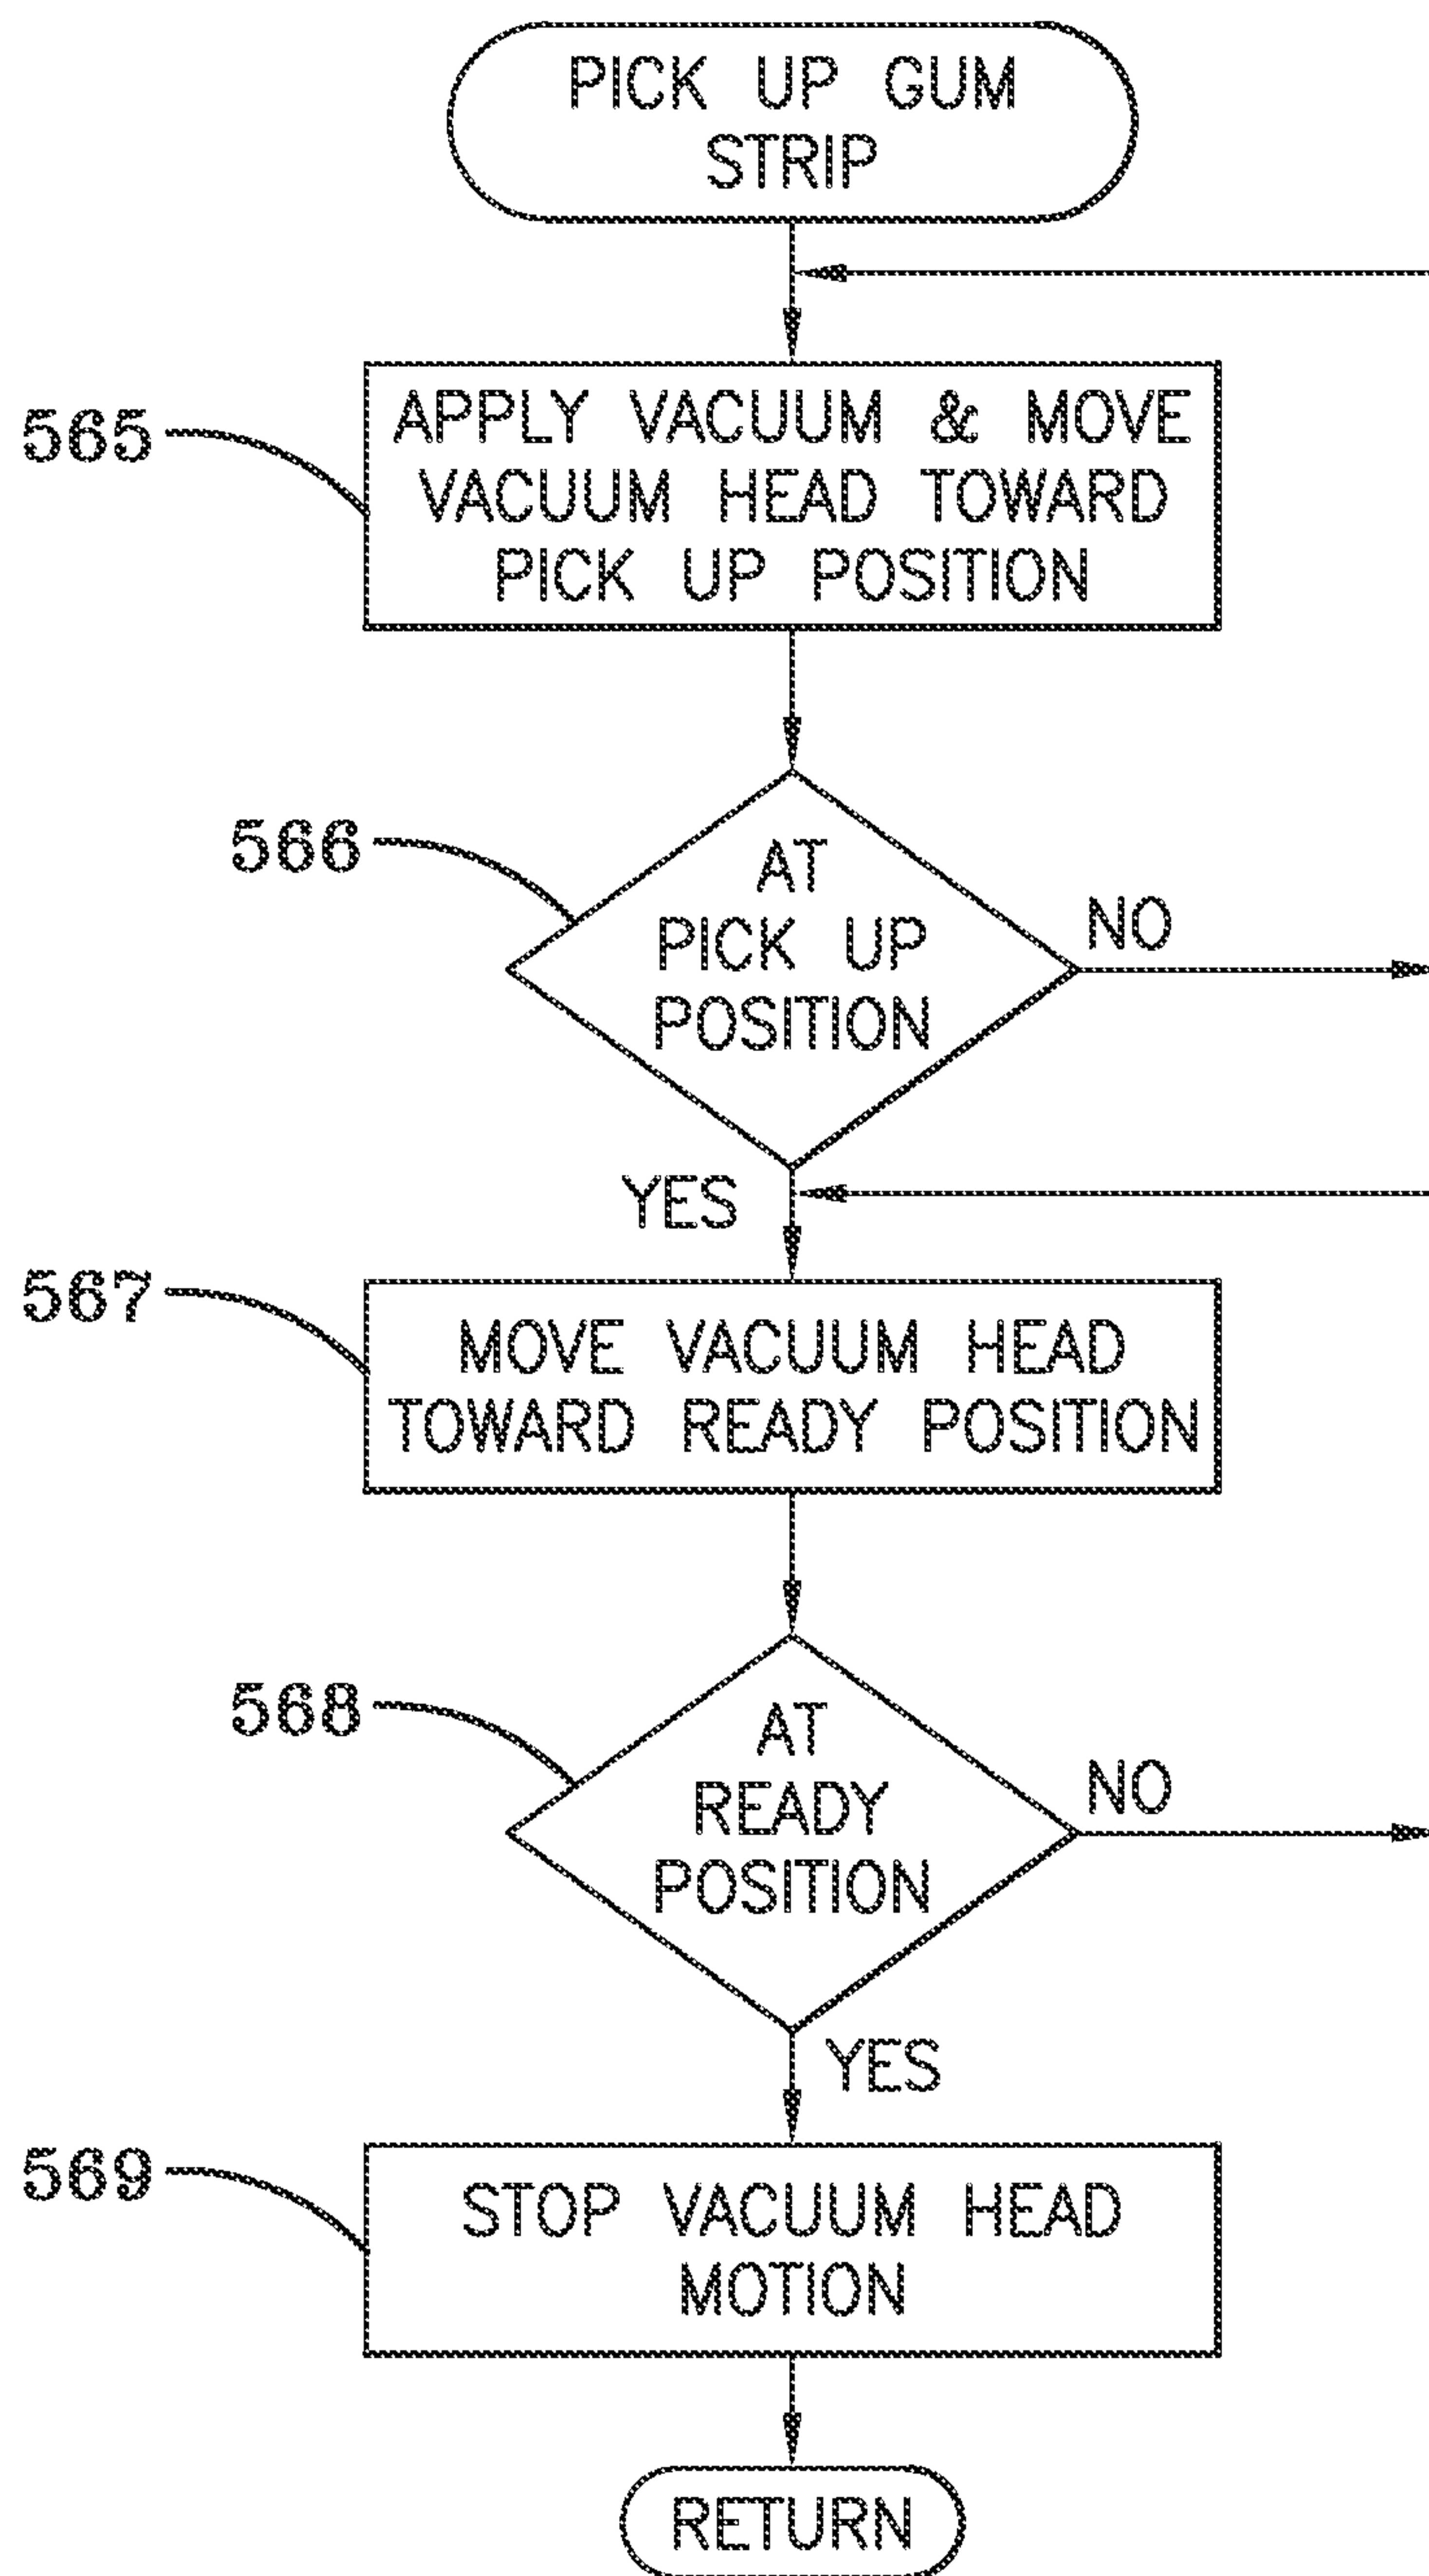 PICK UP GUM
STRIP
565
APPLY VACUUM & MOVE
VACUUM HEAD TOWARD
PICK UP POSITION
566
AT
PICK UP
POSITION
NO
YES
567
MOVE VACUUM HEAD
TOWARD READY POSITION
568
AT
READY
POSITION
NO
YES
569
STOP VACUUM HEAD
MOTION
RETURN